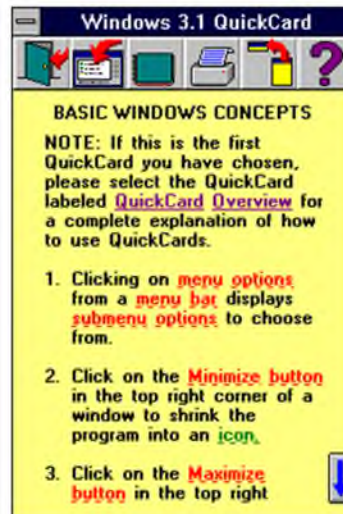 Windows 3.1 QuickCard
?
BASIC WINDOWS CONCEPTS
NOTE: If this is the first
QuickCard you have chosen,
please select the QuickCard
labeled QuickCard Overview for
a complete explanation of how
to use QuickCards.
1. Clicking on menu options
from a menu bar displays
submenu options to choose
from.
2. Click on the Minimize button
in the top right corner of a
window to shrink the
program into an icon.
3. Click on the Maximize
button in the top right